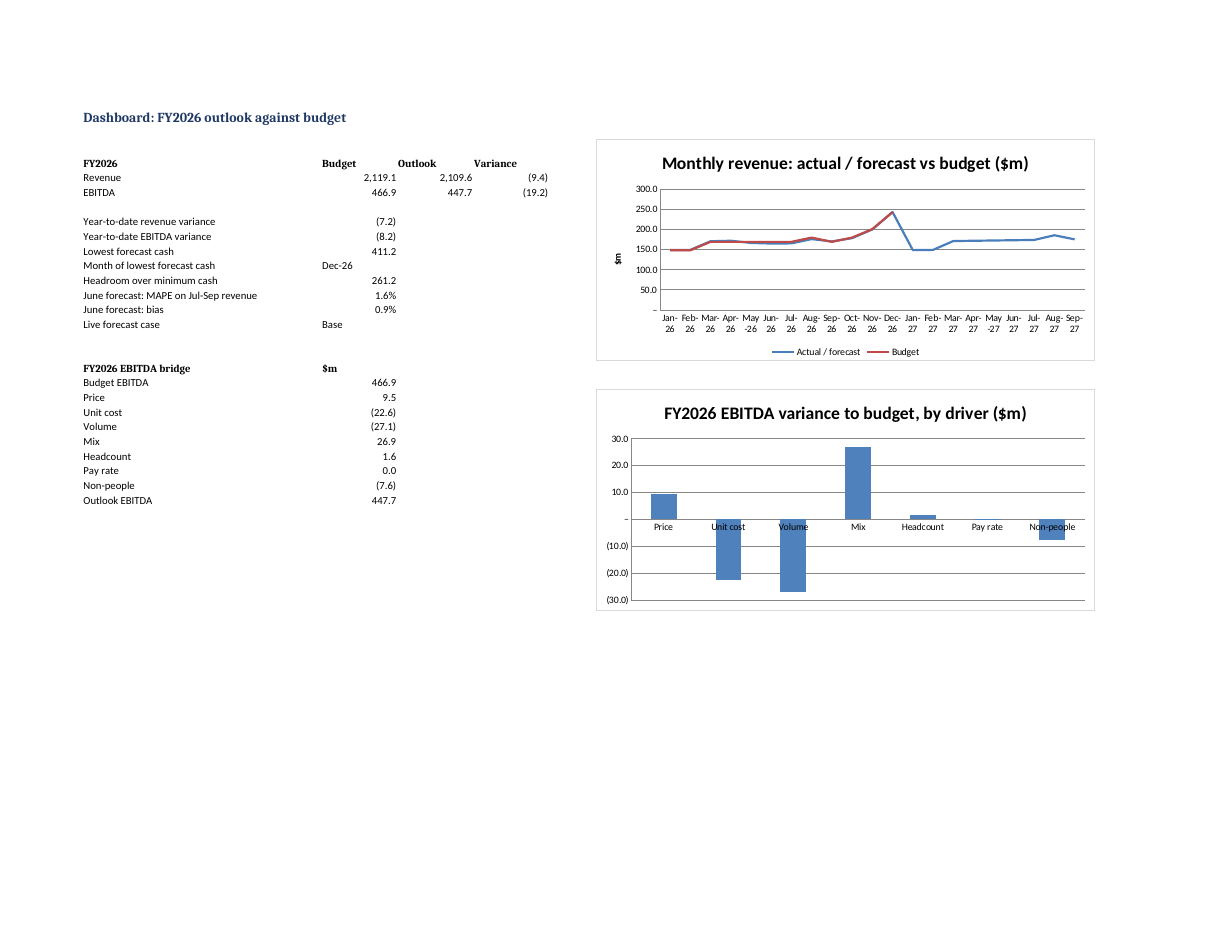 Dashboard: FY2026 outlook against budget
FY2026 Budget Outlook Variance
Revenue 2,119.1 2,109.6 (9.4)
EBITDA 466.9 447.7 (19.2)
Year-to-date revenue variance (7.2)
Year-to-date EBITDA variance (8.2)
Lowest forecast cash 411.2
Month of lowest forecast cash Dec-26
Headroom over minimum cash 261.2
June forecast: MAPE on Jul-Sep revenue 1.6%
June forecast: bias 0.9%
Live forecast case Base
FY2026 EBITDA bridge $m
Budget EBITDA 466.9
Price 9.5
Unit cost (22.6)
Volume (27.1)
Mix 26.9
Headcount 1.6
Pay rate 0.0
Non-people (7.6)
Outlook EBITDA 447.7
Monthly revenue: actual / forecast vs budget ($m)
300.0
250.0
200.0
150.0
100.0
50.0
–
$m
Jan- Feb- Mar- Apr- May Jun- Jul- Aug- Sep- Oct- Nov- Dec- Jan- Feb- Mar- Apr- May Jun- Jul- Aug- Sep-
26 26 26 26 -26 26 26 26 26 26 26 26 27 27 27 27 -27 27 27 27 27
Actual / forecast Budget
FY2026 EBITDA variance to budget, by driver ($m)
30.0
20.0
10.0
–
Price Unit cost Volume Mix Headcount Pay rate Non-people
(10.0)
(20.0)
(30.0)